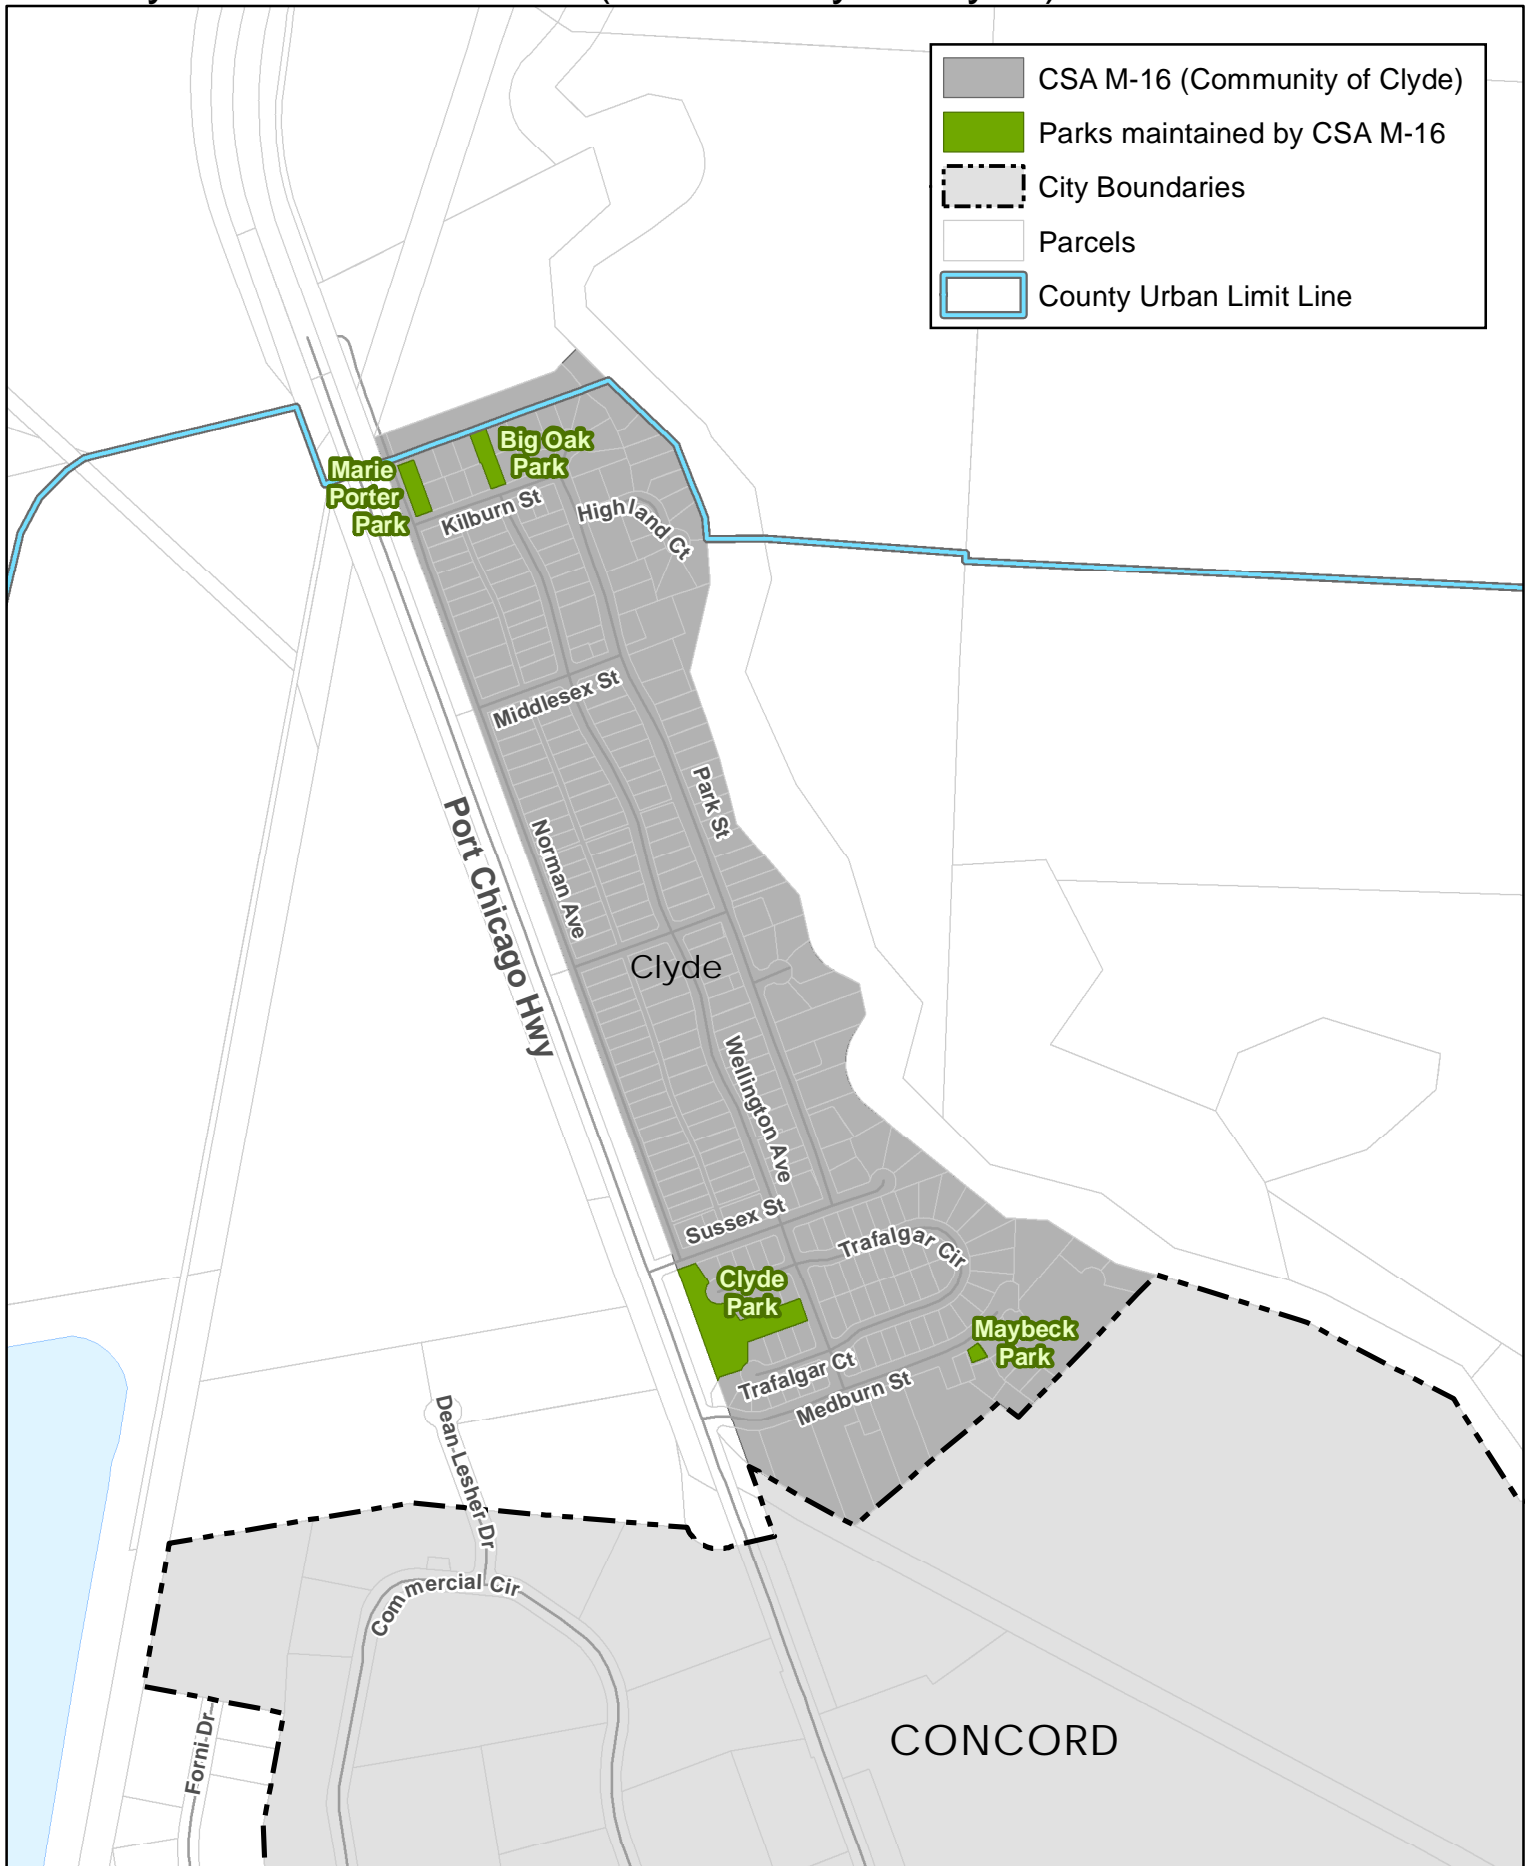 CSA M-16 (Community of Clyde)
Parks maintained by CSA M-16
City Boundaries
Parcels
County Urban Limit Line
Big Oak
Park
Marie
Porter
Park
Kilburn St
Highland Ct
Middlesex St
Park St
Norman Ave
Port Chicago Hwy
Clyde
Wellington Ave
Sussex St
Trafalgar Cir
Clyde
Park
Maybeck
Park
Trafalgar Ct
Medburn St
Dean Lesher Dr
Commercial Cir
Forni Dr
CONCORD